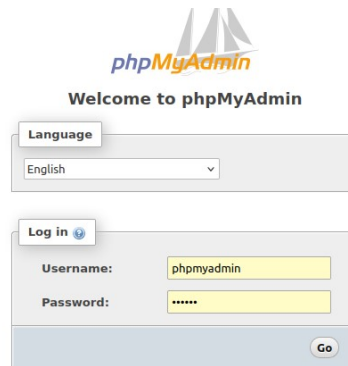 phpMyAdmin
Welcome to phpMyAdmin
Language
English
Log in
Username: phpmyadmin
Password: ••••••
Go